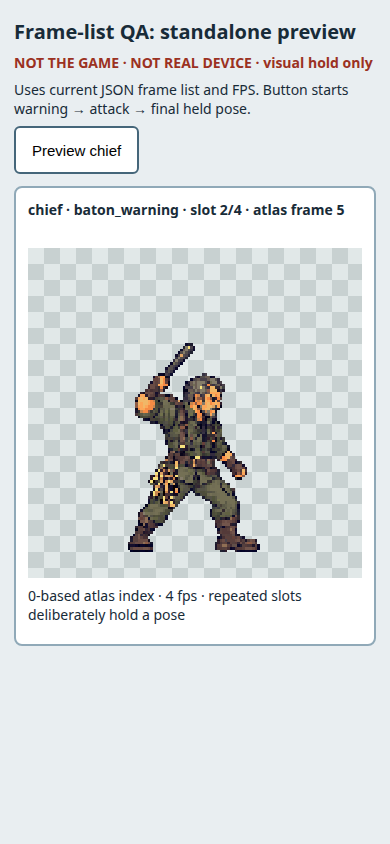 Frame-list QA: standalone preview
NOT THE GAME · NOT REAL DEVICE · visual hold only
Uses current JSON frame list and FPS. Button starts
warning → attack → final held pose.
Preview chief
chief · baton_warning · slot 2/4 · atlas frame 5
0-based atlas index · 4 fps · repeated slots
deliberately hold a pose